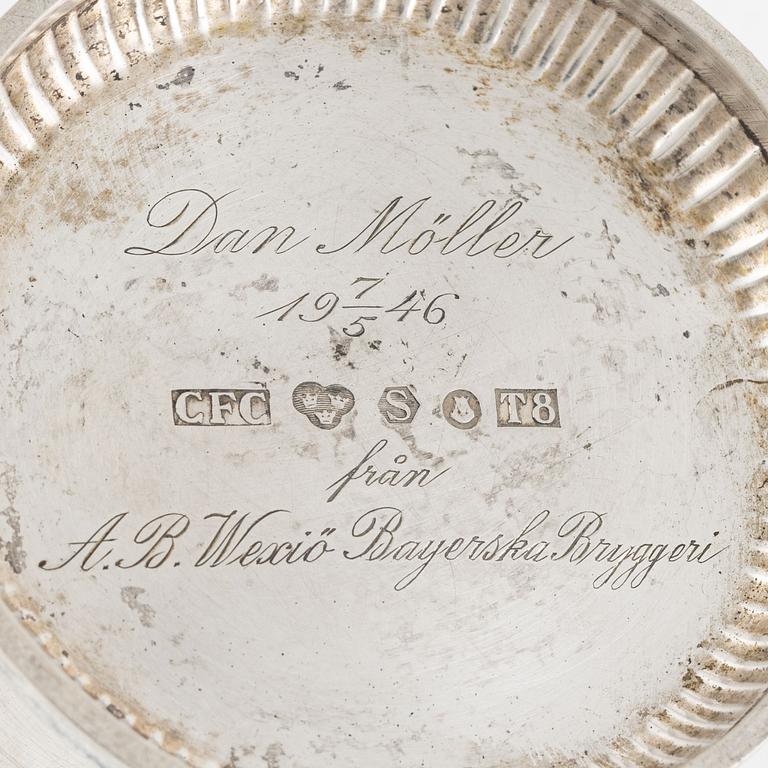 Dan Möller
19 7/5 46
CFC S T8
från
A.B. Wexiö Bayerska Bryggeri